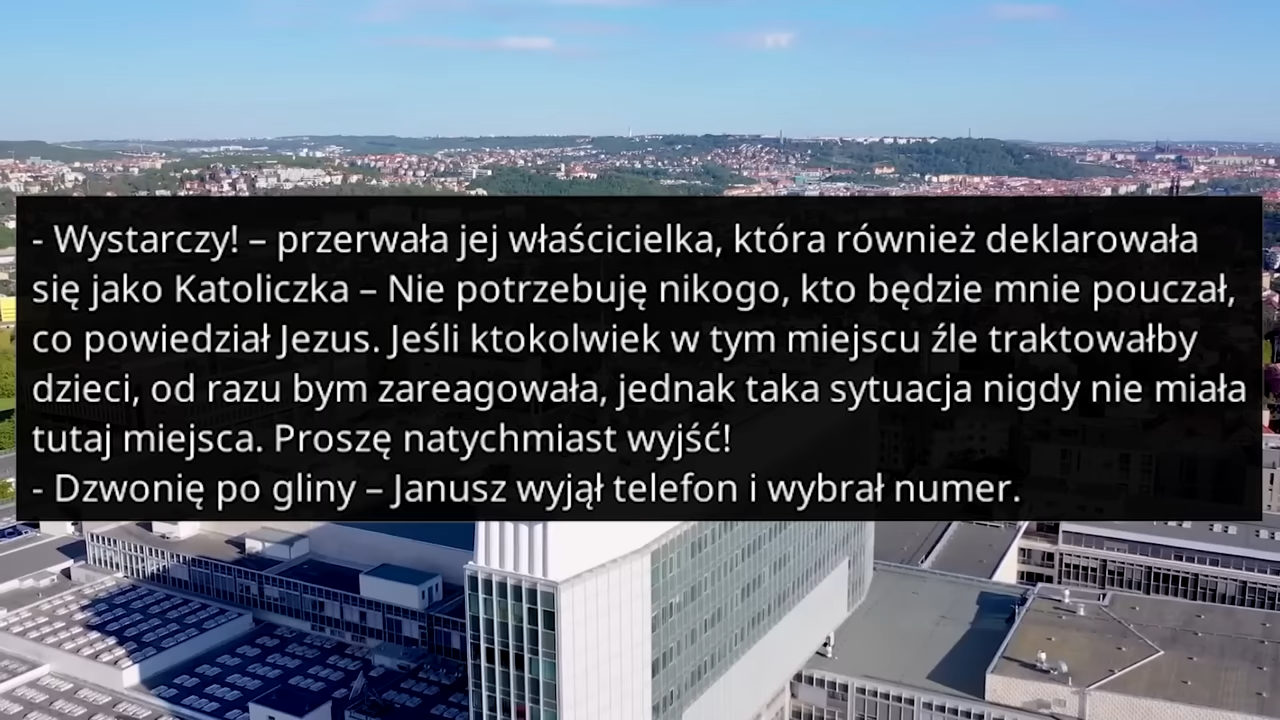 - Wystarczy! – przerwała jej właścicielka, która również deklarowała
się jako Katoliczka – Nie potrzebuję nikogo, kto będzie mnie pouczał,
co powiedział Jezus. Jeśli ktokolwiek w tym miejscu źle traktowałby
dzieci, od razu bym zareagowała, jednak taka sytuacja nigdy nie miała
tutaj miejsca. Proszę natychmiast wyjść!
- Dzwonię po gliny – Janusz wyjął telefon i wybrał numer.